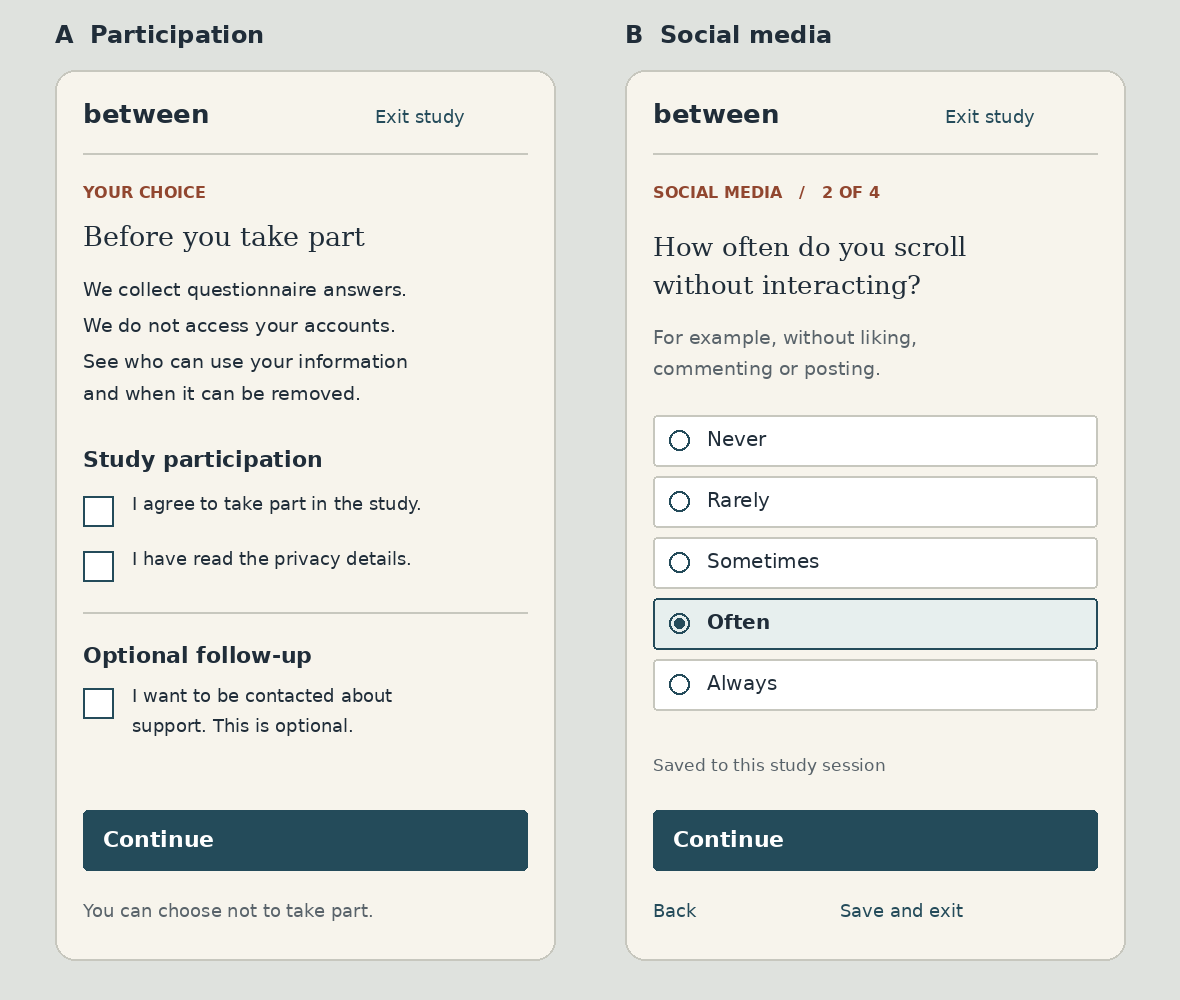 A Participation
between
Exit study
YOUR CHOICE
Before you take part
We collect questionnaire answers.
We do not access your accounts.
See who can use your information
and when it can be removed.
Study participation
I agree to take part in the study.
I have read the privacy details.
Optional follow-up
I want to be contacted about
support. This is optional.
Continue
You can choose not to take part.
B Social media
between
Exit study
SOCIAL MEDIA / 2 OF 4
How often do you scroll
without interacting?
For example, without liking,
commenting or posting.
Never
Rarely
Sometimes
Often
Always
Saved to this study session
Continue
Back
Save and exit